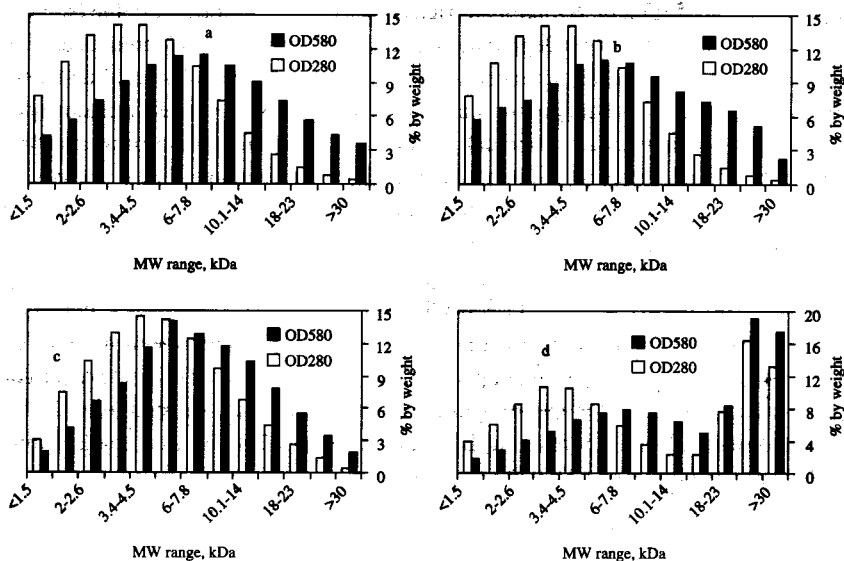 a
OD580
OD280
15
12
9
6
3
0
% by weight
<1.5
2-2.6
3.4-4.5
6-7.8
10.1-14
18-23
>30
MW range, kDa
b
OD580
OD280
15
12
9
6
3
0
% by weight
<1.5
2-2.6
3.4-4.5
6-7.8
10.1-14
18-23
>30
MW range, kDa
c
OD580
OD280
15
12
9
6
3
0
% by weight
<1.5
2-2.6
3.4-4.5
6-7.8
10.1-14
18-23
>30
MW range, kDa
d
OD580
OD280
20
16
12
8
4
0
% by weight
<1.5
2-2.6
3.4-4.5
6-7.8
10.1-14
18-23
>30
MW range, kDa